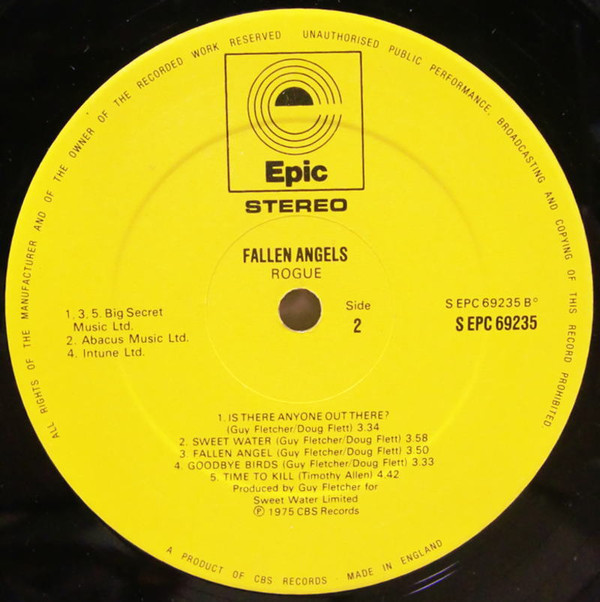 ALL RIGHTS OF THE MANUFACTURER AND OF THE OWNER OF THE RECORDED WORK RESERVED UNAUTHORISED PUBLIC PERFORMANCE, BROADCASTING AND COPYING OF THIS RECORD PROHIBITED
Epic
STEREO
FALLEN ANGELS
ROGUE
1. 3. 5. Big Secret
Music Ltd.
2. Abacus Music Ltd.
4. Intune Ltd.
Side
2
S EPC 69235 B°
S EPC 69235
1. IS THERE ANYONE OUT THERE?
(Guy Fletcher/Doug Flett) 3.34
2. SWEET WATER (Guy Fletcher/Doug Flett) 3.58
3. FALLEN ANGEL (Guy Fletcher/Doug Flett) 3.50
4. GOODBYE BIRDS (Guy Fletcher/Doug Flett) 3.33
5. TIME TO KILL (Timothy Allen) 4.42
Produced by Guy Fletcher for
Sweet Water Limited
℗ 1975 CBS Records
A PRODUCT OF CBS RECORDS · MADE IN ENGLAND